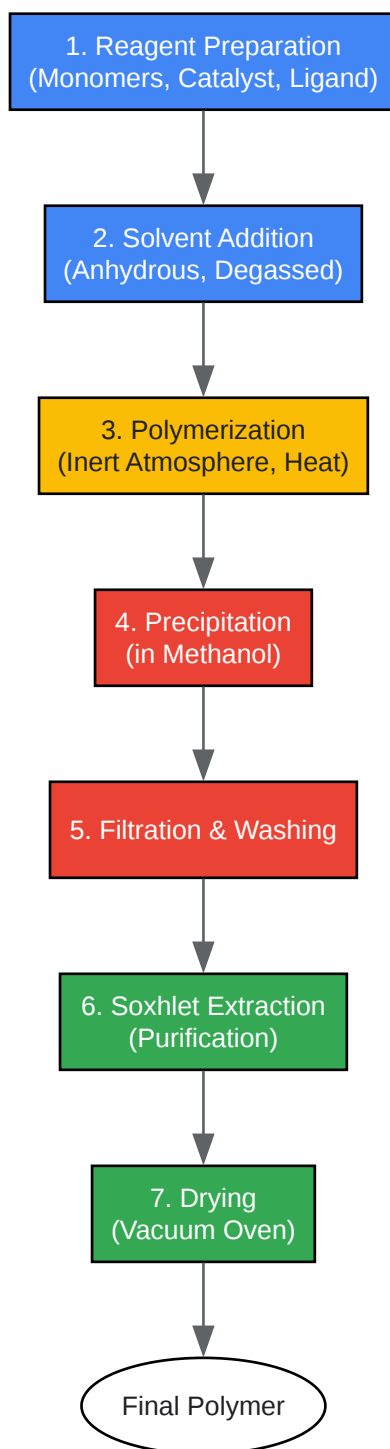 1. Reagent Preparation
(Monomers, Catalyst, Ligand)
2. Solvent Addition
(Anhydrous, Degassed)
3. Polymerization
(Inert Atmosphere, Heat)
4. Precipitation
(in Methanol)
5. Filtration & Washing
6. Soxhlet Extraction
(Purification)
7. Drying
(Vacuum Oven)
Final Polymer